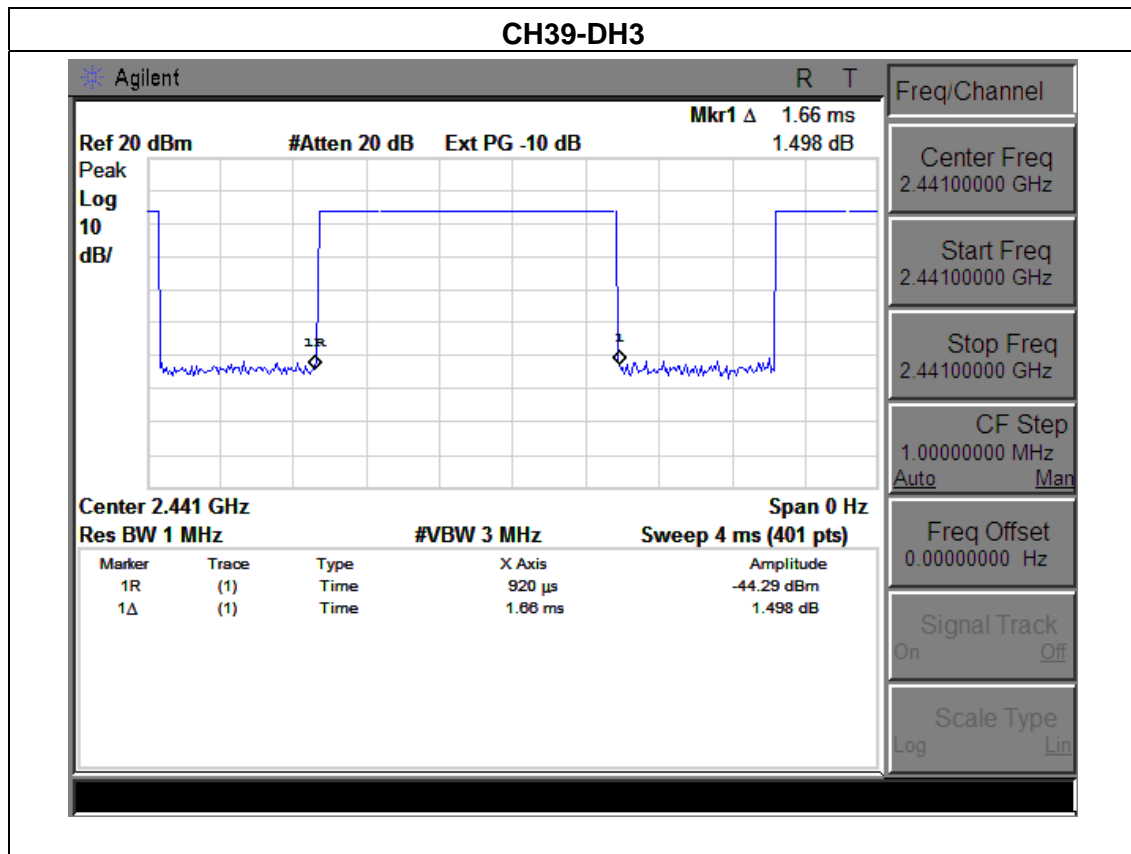 CH39-DH3
Agilent R T
Mkr1 Δ 1.66 ms
Ref 20 dBm #Atten 20 dB Ext PG -10 dB 1.498 dB
Peak
Log
10
dB/
1R
1
Center 2.441 GHz Span 0 Hz
Res BW 1 MHz #VBW 3 MHz Sweep 4 ms (401 pts)
Marker Trace Type X Axis Amplitude
1R (1) Time 920 µs -44.29 dBm
1Δ (1) Time 1.66 ms 1.498 dB
Freq/Channel
Center Freq
2.44100000 GHz
Start Freq
2.44100000 GHz
Stop Freq
2.44100000 GHz
CF Step
1.00000000 MHz
Auto Man
Freq Offset
0.00000000 Hz
Signal Track
On Off
Scale Type
Log Lin